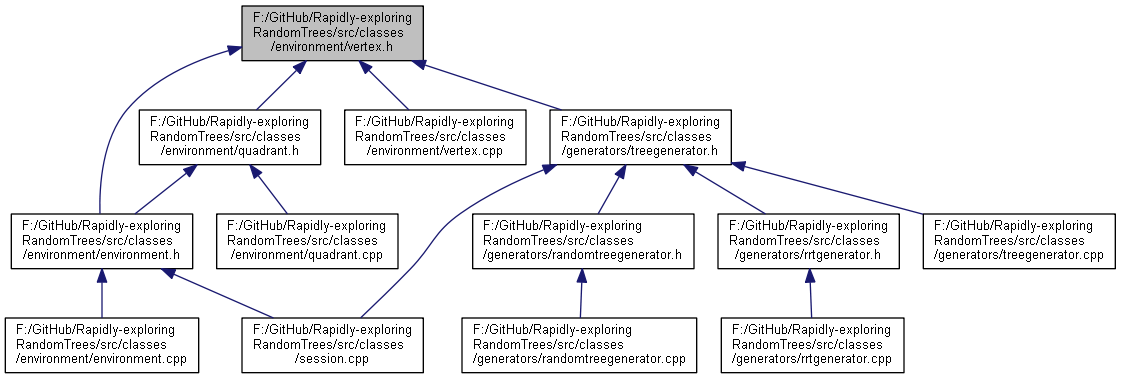 F:/GitHub/Rapidly-exploring
RandomTrees/src/classes
/environment/vertex.h
F:/GitHub/Rapidly-exploring
RandomTrees/src/classes
/environment/quadrant.h
F:/GitHub/Rapidly-exploring
RandomTrees/src/classes
/environment/vertex.cpp
F:/GitHub/Rapidly-exploring
RandomTrees/src/classes
/generators/treegenerator.h
F:/GitHub/Rapidly-exploring
RandomTrees/src/classes
/environment/environment.h
F:/GitHub/Rapidly-exploring
RandomTrees/src/classes
/environment/quadrant.cpp
F:/GitHub/Rapidly-exploring
RandomTrees/src/classes
/generators/randomtreegenerator.h
F:/GitHub/Rapidly-exploring
RandomTrees/src/classes
/generators/rrtgenerator.h
F:/GitHub/Rapidly-exploring
RandomTrees/src/classes
/generators/treegenerator.cpp
F:/GitHub/Rapidly-exploring
RandomTrees/src/classes
/environment/environment.cpp
F:/GitHub/Rapidly-exploring
RandomTrees/src/classes
/session.cpp
F:/GitHub/Rapidly-exploring
RandomTrees/src/classes
/generators/randomtreegenerator.cpp
F:/GitHub/Rapidly-exploring
RandomTrees/src/classes
/generators/rrtgenerator.cpp